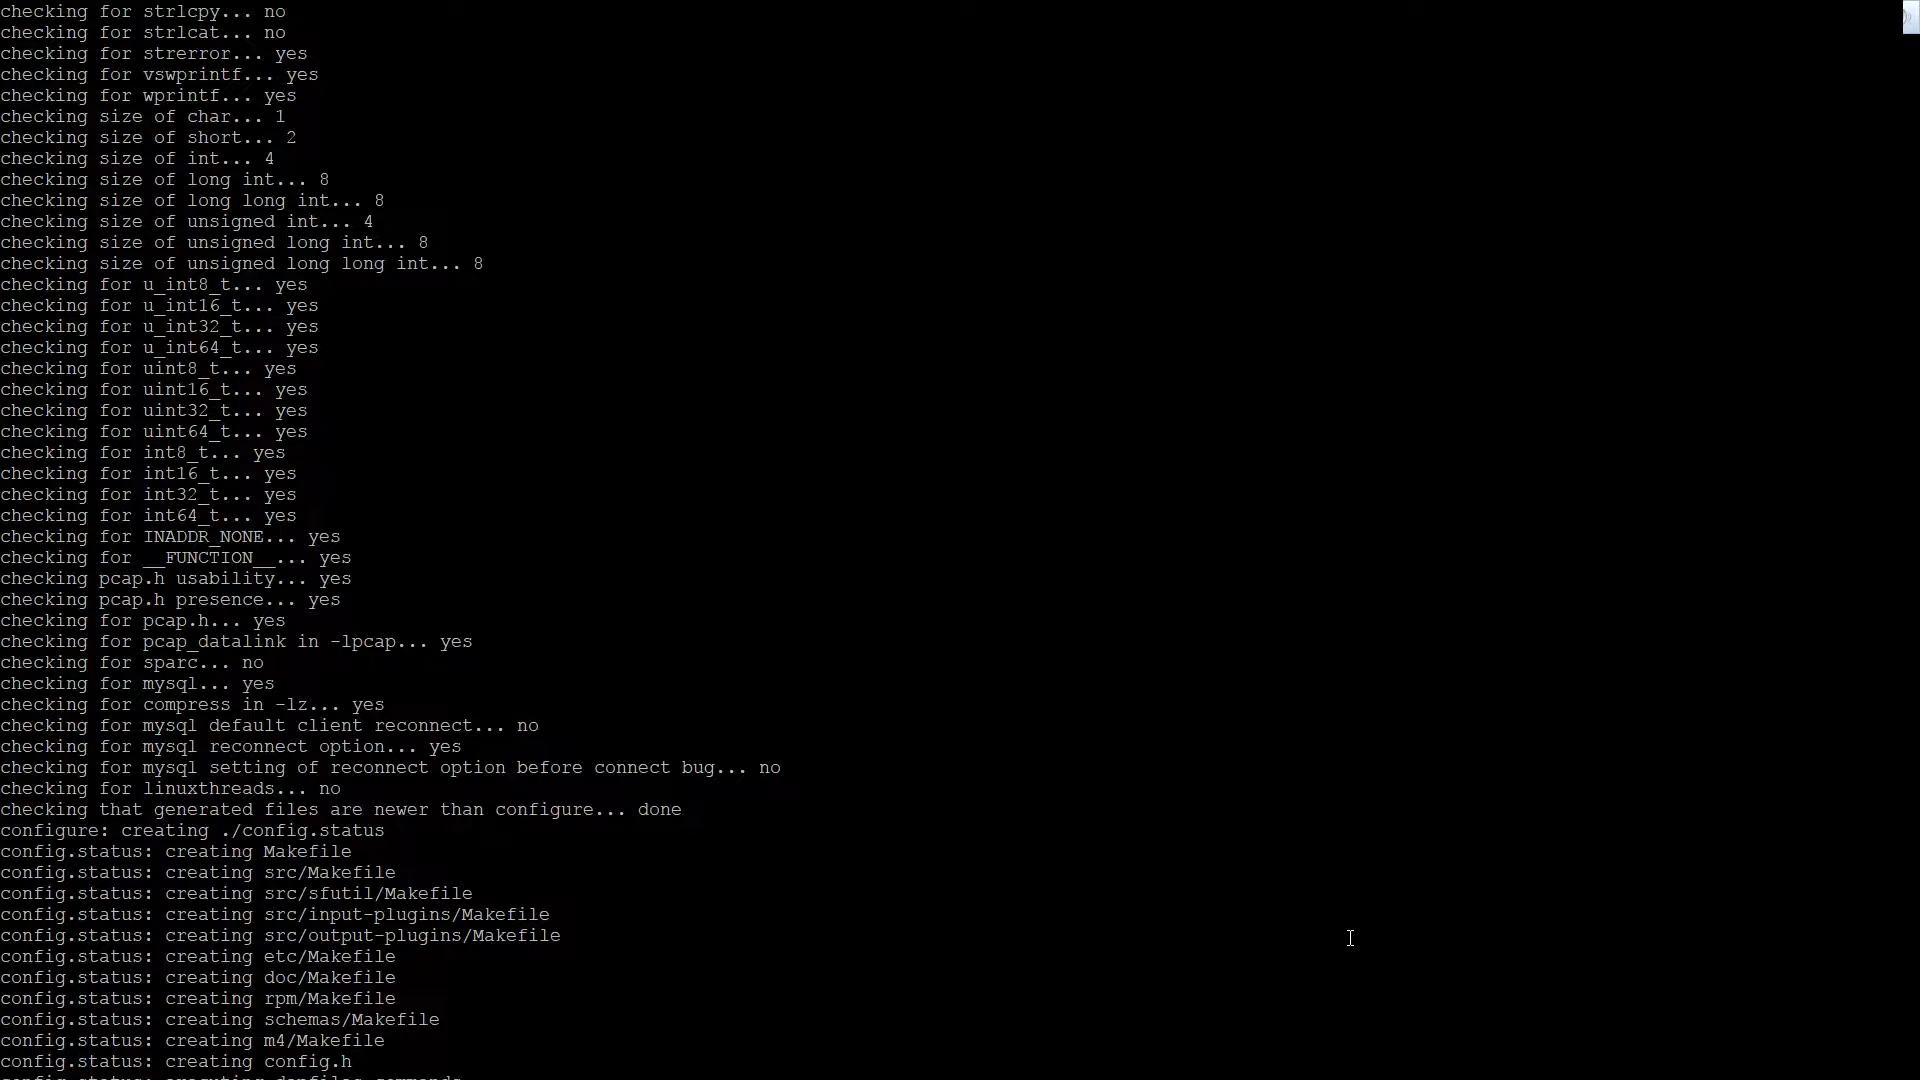 checking for strlcpy... no
checking for strlcat... no
checking for strerror... yes
checking for vswprintf... yes
checking for wprintf... yes
checking size of char... 1
checking size of short... 2
checking size of int... 4
checking size of long int... 8
checking size of long long int... 8
checking size of unsigned int... 4
checking size of unsigned long int... 8
checking size of unsigned long long int... 8
checking for u_int8_t... yes
checking for u_int16_t... yes
checking for u_int32_t... yes
checking for u_int64_t... yes
checking for uint8_t... yes
checking for uint16_t... yes
checking for uint32_t... yes
checking for uint64_t... yes
checking for int8_t... yes
checking for int16_t... yes
checking for int32_t... yes
checking for int64_t... yes
checking for INADDR_NONE... yes
checking for __FUNCTION__... yes
checking pcap.h usability... yes
checking pcap.h presence... yes
checking for pcap.h... yes
checking for pcap_datalink in -lpcap... yes
checking for sparc... no
checking for mysql... yes
checking for compress in -lz... yes
checking for mysql default client reconnect... no
checking for mysql reconnect option... yes
checking for mysql setting of reconnect option before connect bug... no
checking for linuxthreads... no
checking that generated files are newer than configure... done
configure: creating ./config.status
config.status: creating Makefile
config.status: creating src/Makefile
config.status: creating src/sfutil/Makefile
config.status: creating src/input-plugins/Makefile
config.status: creating src/output-plugins/Makefile
config.status: creating etc/Makefile
config.status: creating doc/Makefile
config.status: creating rpm/Makefile
config.status: creating schemas/Makefile
config.status: creating m4/Makefile
config.status: creating config.h